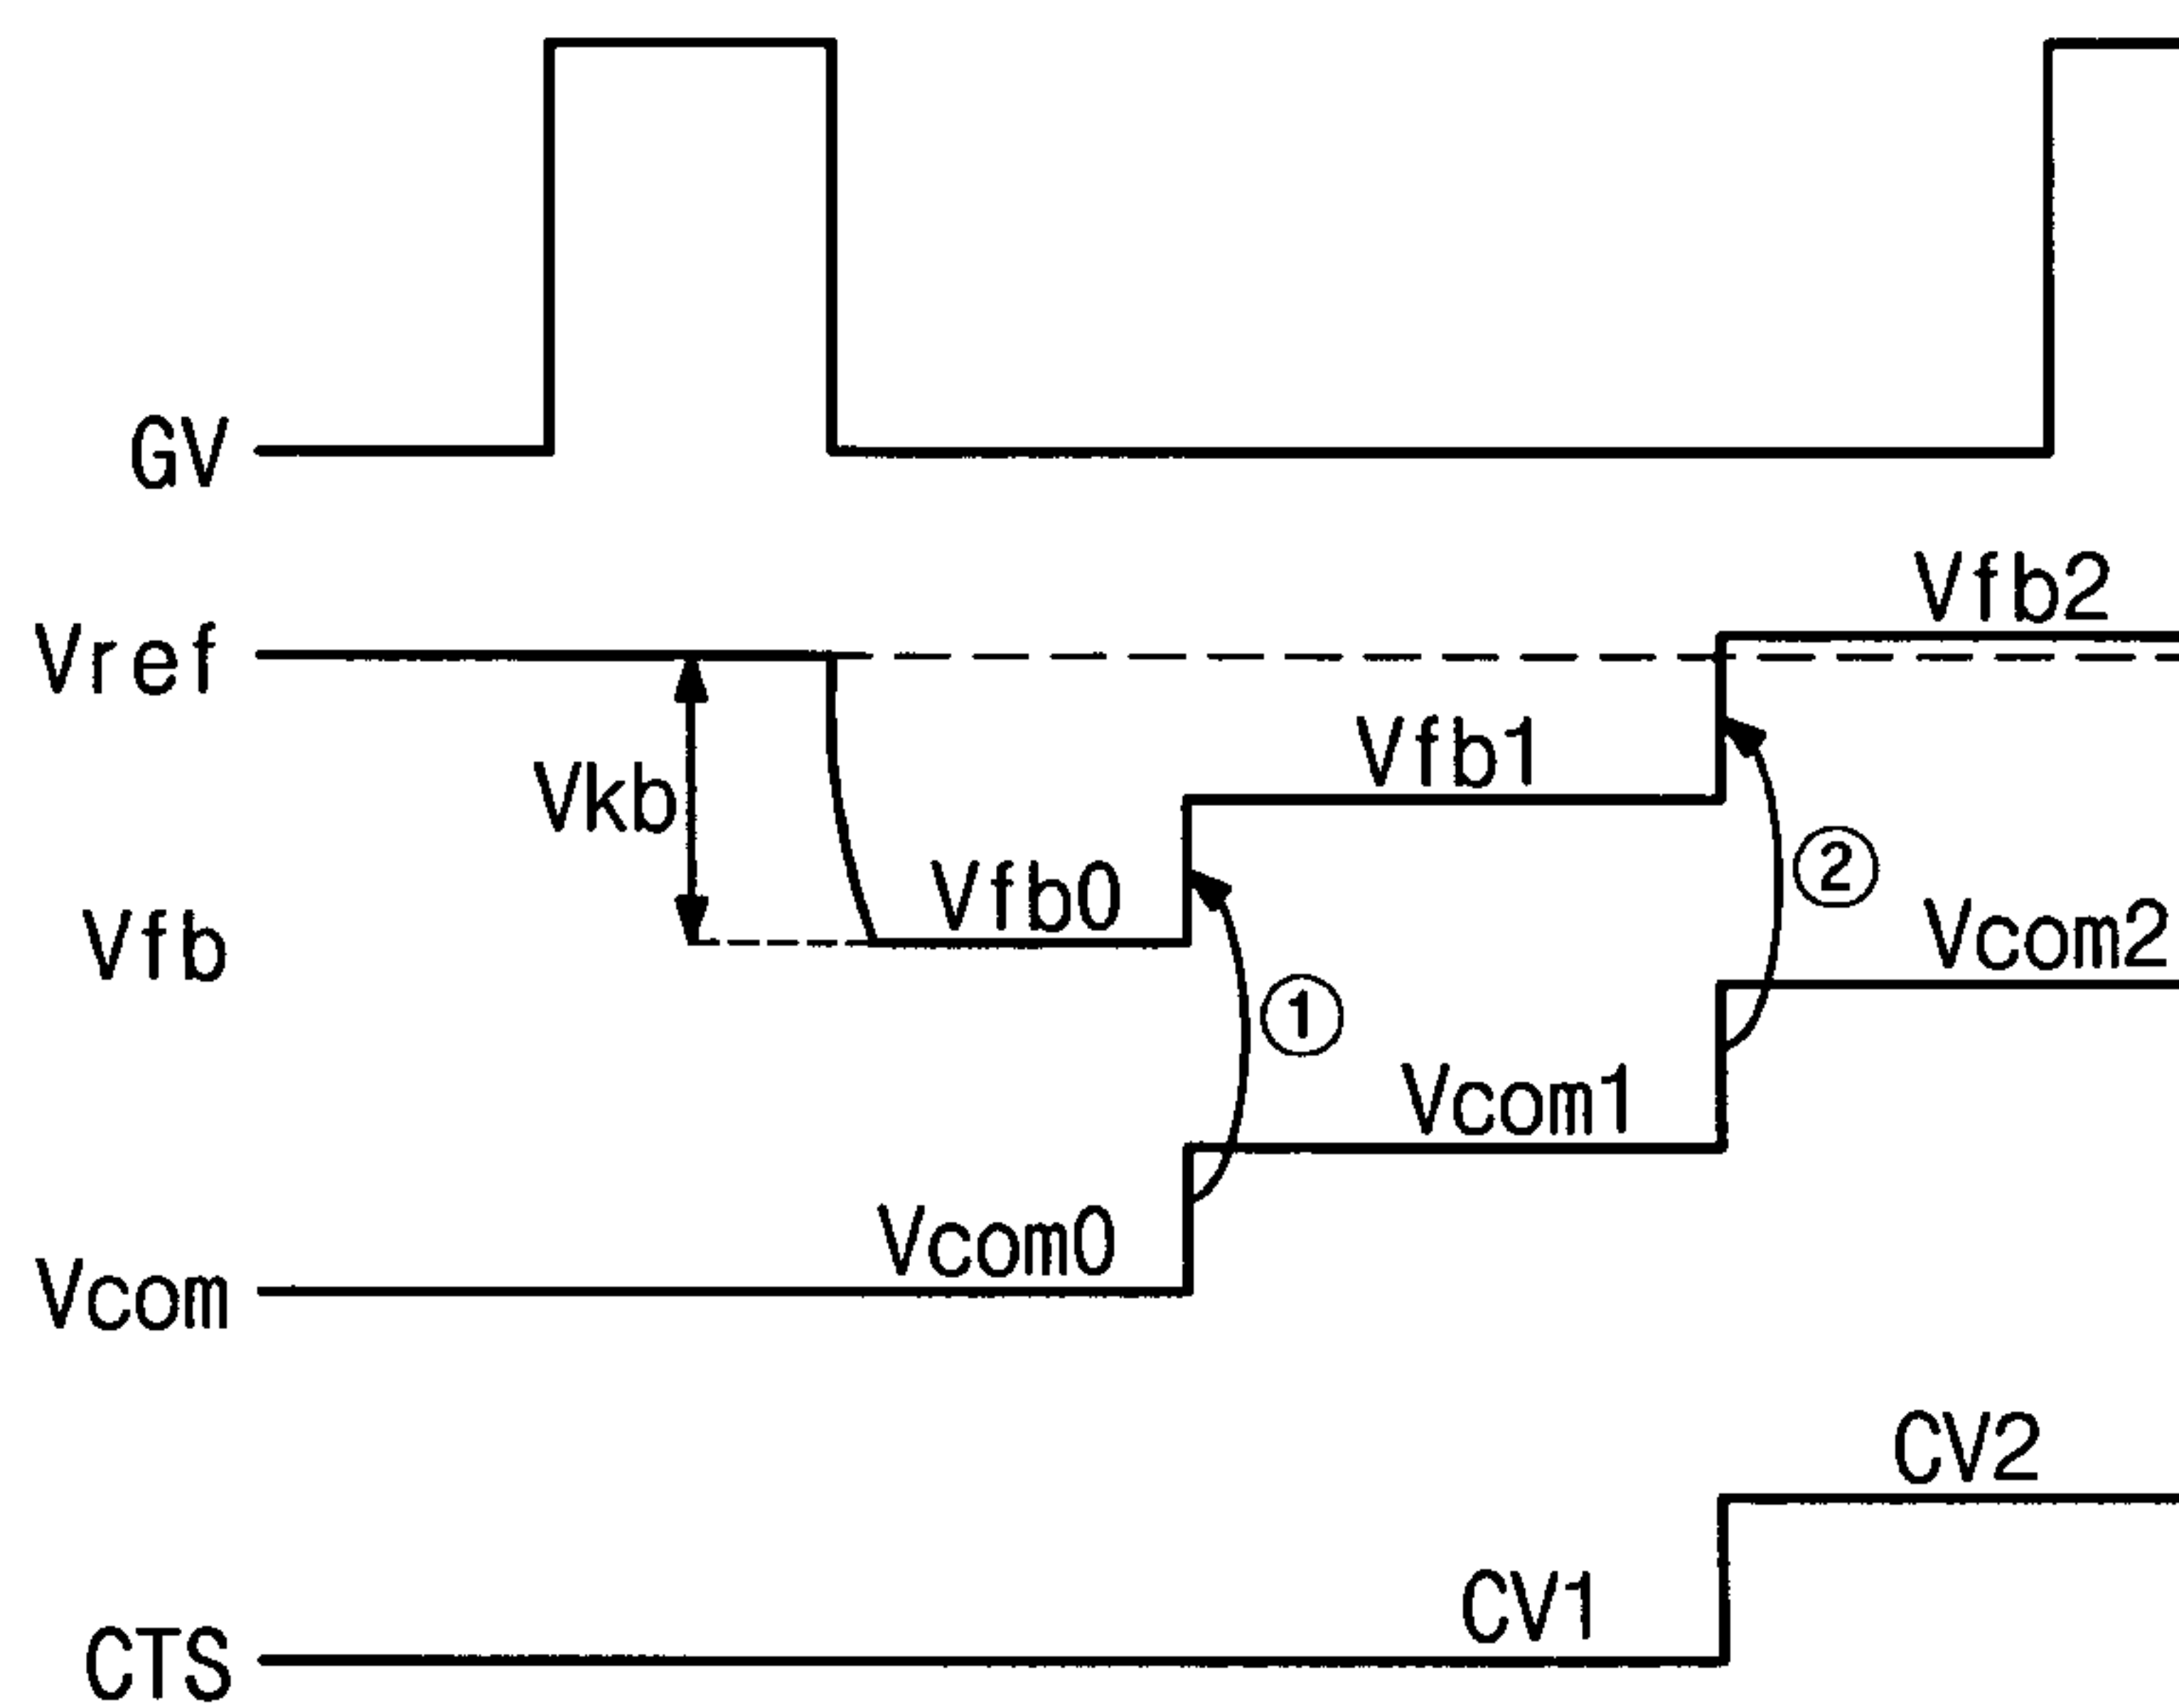 GV
Vfb2
Vref
Vfb1
Vkb
Vfb0
②
Vfb
Vcom2
①
Vcom1
Vcom0
Vcom
CV2
CV1
CTS